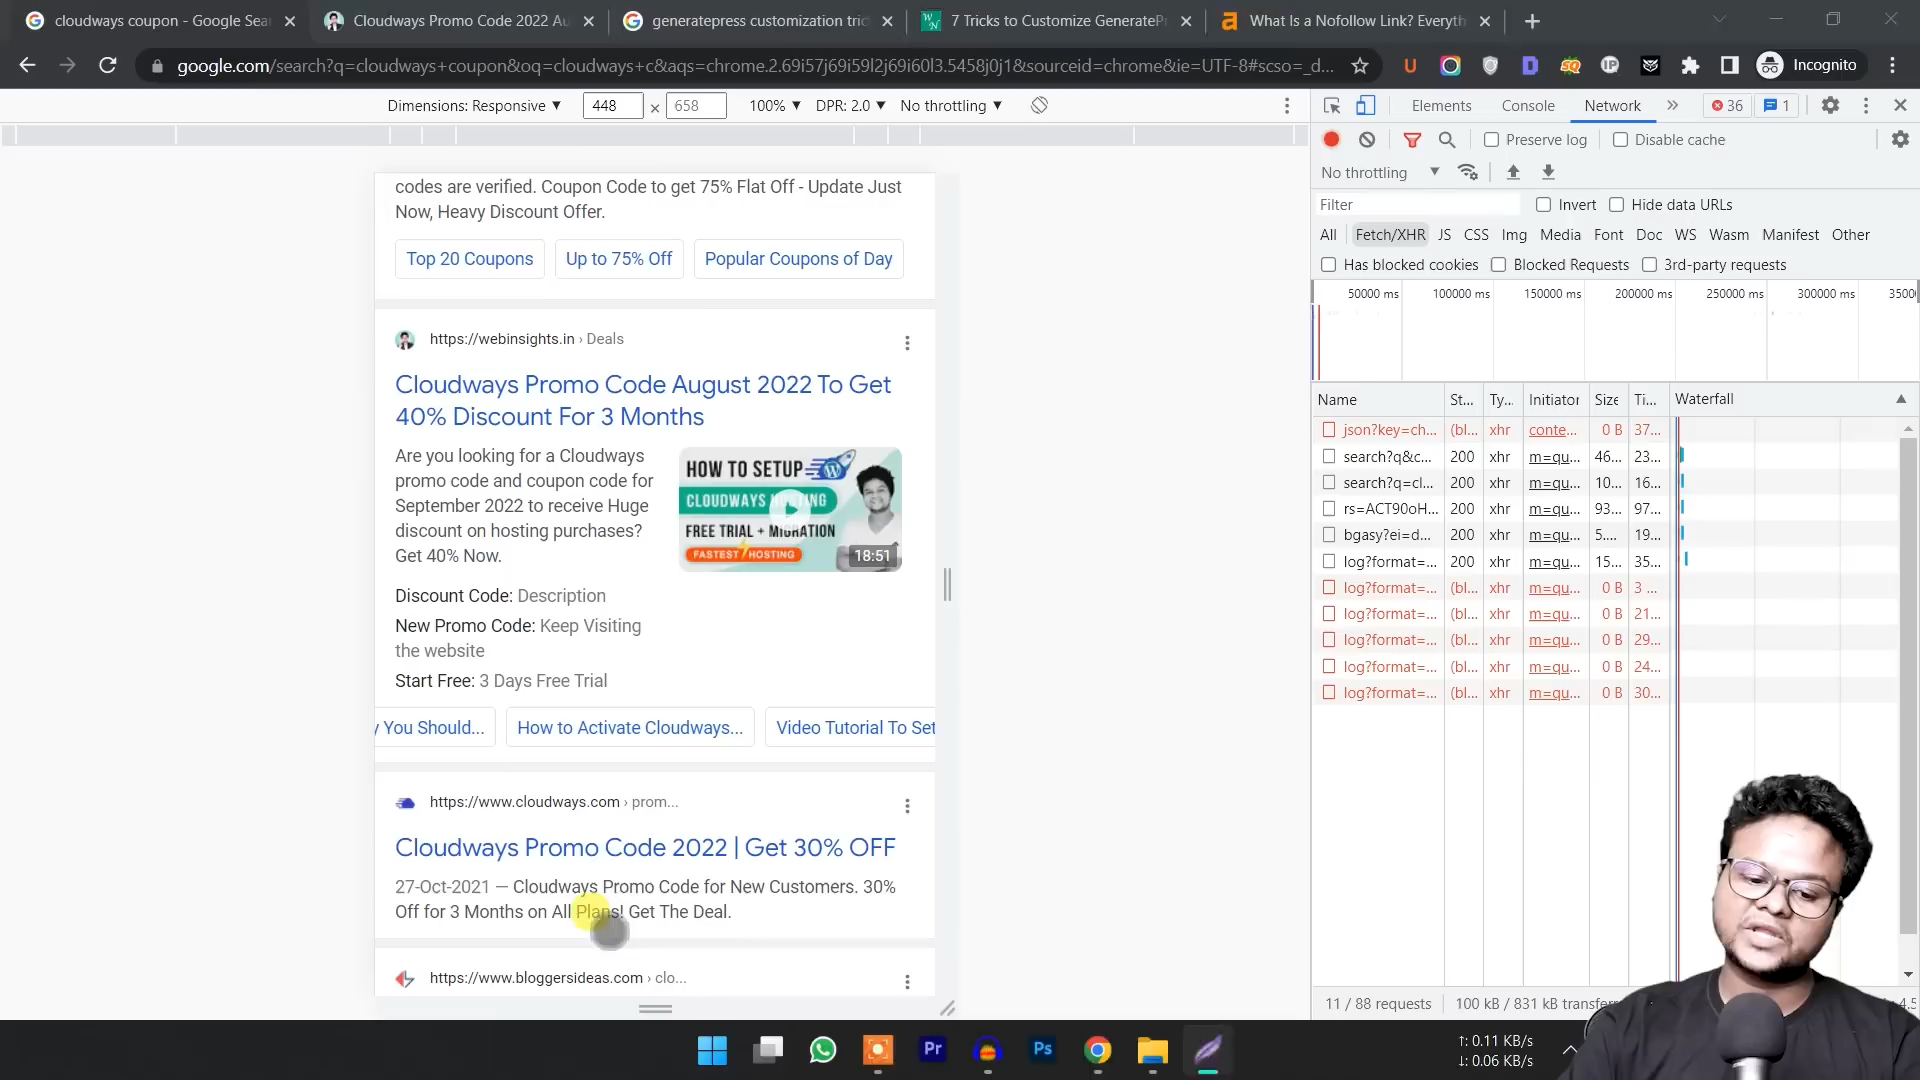 cloudways coupon - Google Sear
Cloudways Promo Code 2022 Au
generatepress customization tric
7 Tricks to Customize GenerateP
What Is a Nofollow Link? Everyth
google.com/search?q=cloudways+coupon&oq=cloudways+c&aqs=chrome.2.69i57j69i59l2j69i60l3.5458j0j1&sourceid=chrome&ie=UTF-8#scso=_d...
Incognito
Dimensions: Responsive
448 × 658
100%
DPR: 2.0
No throttling
Elements
Console
Network
36
1
Preserve log
Disable cache
No throttling
Filter
Invert
Hide data URLs
All
Fetch/XHR
JS
CSS
Img
Media
Font
Doc
WS
Wasm
Manifest
Other
Has blocked cookies
Blocked Requests
3rd-party requests
50000 ms
100000 ms
150000 ms
200000 ms
250000 ms
300000 ms
3500
codes are verified. Coupon Code to get 75% Flat Off - Update Just
Now, Heavy Discount Offer.
Top 20 Coupons
Up to 75% Off
Popular Coupons of Day
https://webinsights.in › Deals
Cloudways Promo Code August 2022 To Get
40% Discount For 3 Months
Are you looking for a Cloudways
promo code and coupon code for
September 2022 to receive Huge
discount on hosting purchases?
Get 40% Now.
HOW TO SETUP
CLOUDWAYS HOSTING
FREE TRIAL + MIGRATION
FASTEST HOSTING
18:51
Discount Code: Description
New Promo Code: Keep Visiting
the website
Start Free: 3 Days Free Trial
y You Should...
How to Activate Cloudways...
Video Tutorial To Set
https://www.cloudways.com › prom...
Cloudways Promo Code 2022 | Get 30% OFF
27-Oct-2021 — Cloudways Promo Code for New Customers. 30%
Off for 3 Months on All Plans! Get The Deal.
https://www.bloggersideas.com › clo...
Name St... Ty... Initiator Size Ti... Waterfall
json?key=ch... (bl... xhr conte... 0 B 37...
search?q&c... 200 xhr m=qu... 46... 23...
search?q=cl... 200 xhr m=qu... 10... 16...
rs=ACT90oH... 200 xhr m=qu... 93... 97...
bgasy?ei=d... 200 xhr m=qu... 5.... 19...
log?format=... 200 xhr m=qu... 15... 35...
log?format=... (bl... xhr m=qu... 0 B 3 ...
log?format=... (bl... xhr m=qu... 0 B 21...
log?format=... (bl... xhr m=qu... 0 B 29...
log?format=... (bl... xhr m=qu... 0 B 24...
log?format=... (bl... xhr m=qu... 0 B 30...
11 / 88 requests
100 kB / 831 kB transfer
4.5
Pr
Ps
↑: 0.11 KB/s
↓: 0.06 KB/s